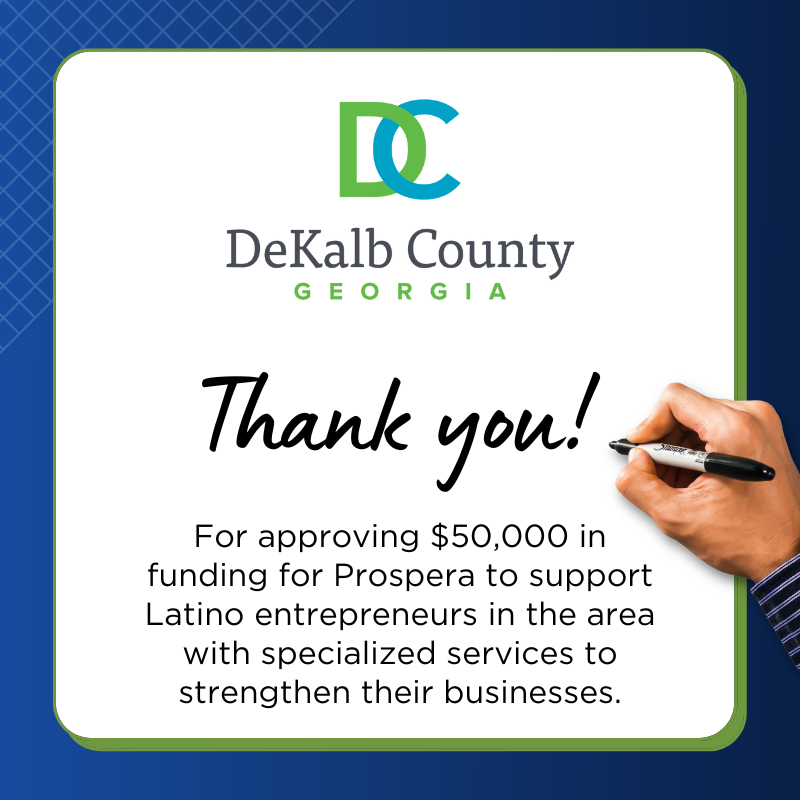 DC
DeKalb County
GEORGIA
Thank you!
For approving $50,000 in
funding for Prospera to support
Latino entrepreneurs in the area
with specialized services to
strengthen their businesses.